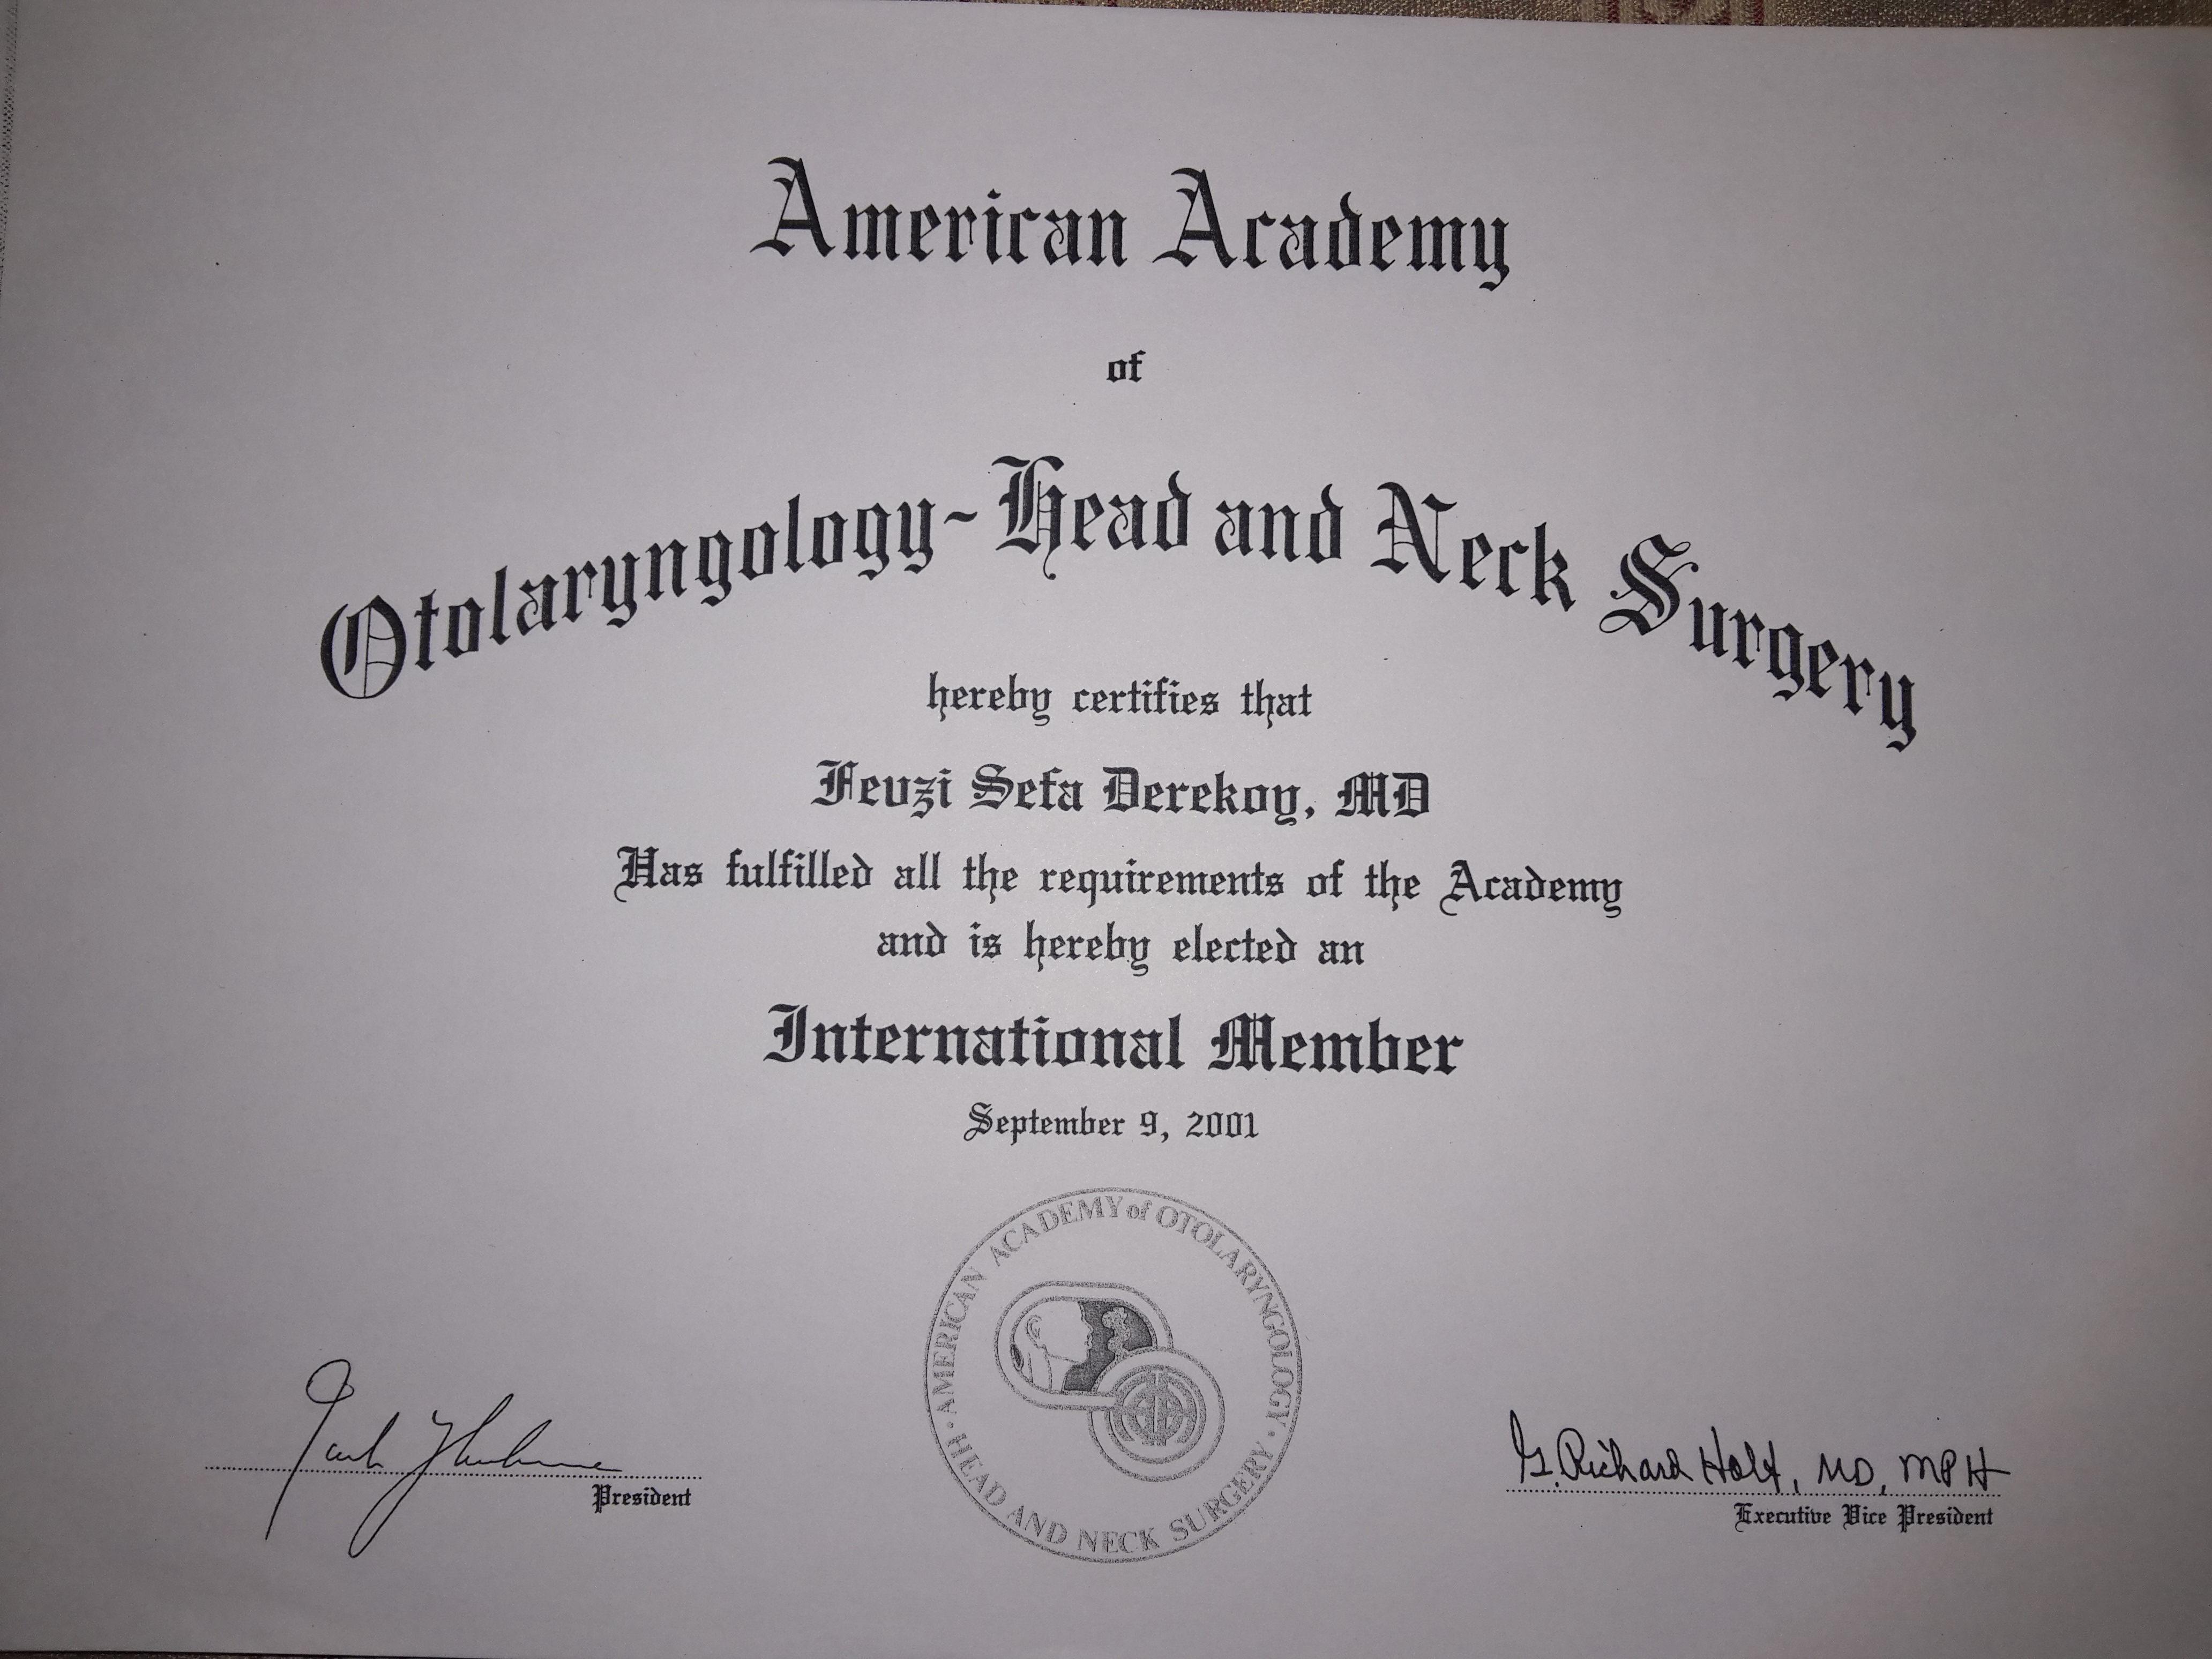 American Academy
of
Otolaryngology-Head and Neck Surgery
hereby certifies that
Fevzi Sefa Derekoy, MD
Has fulfilled all the requirements of the Academy
and is hereby elected an
International Member
September 9, 2001
AMERICAN ACADEMY of OTOLARYNGOLOGY
HEAD AND NECK SURGERY
President
G. Richard Holt, MD, MPH
Executive Vice President